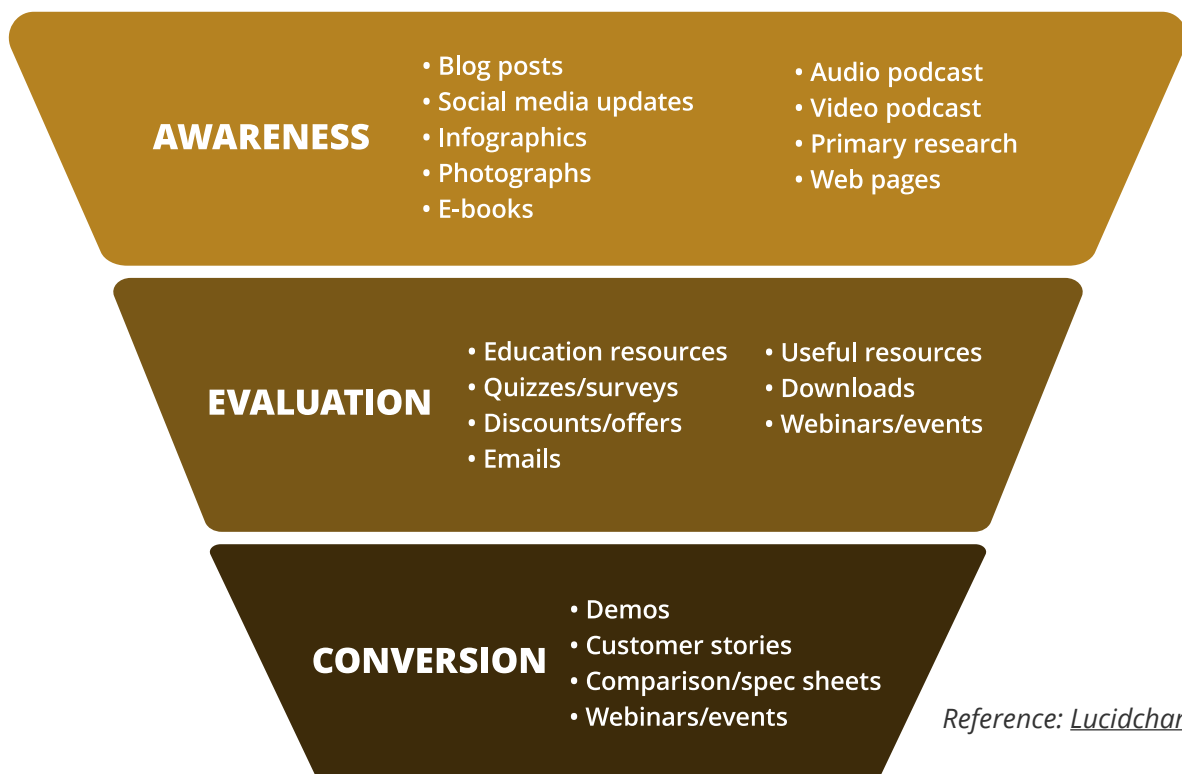 AWARENESS
• Blog posts
• Social media updates
• Infographics
• Photographs
• E-books
• Audio podcast
• Video podcast
• Primary research
• Web pages
EVALUATION
• Education resources
• Quizzes/surveys
• Discounts/offers
• Emails
• Useful resources
• Downloads
• Webinars/events
CONVERSION
• Demos
• Customer stories
• Comparison/spec sheets
• Webinars/events
Reference: Lucidchar